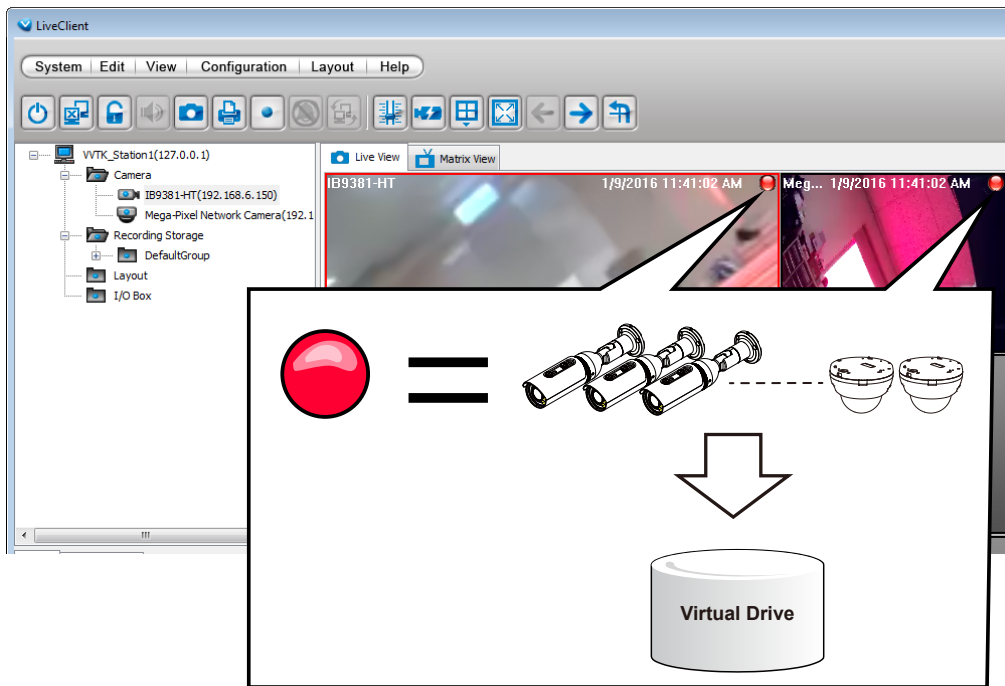 LiveClient
System Edit View Configuration Layout Help
VVTK_Station1(127.0.0.1)
Camera
IB9381-HT(192.168.6.150)
Mega-Pixel Network Camera(192.1
Recording Storage
DefaultGroup
Layout
I/O Box
Live View Matrix View
IB9381-HT 1/9/2016 11:41:02 AM Meg... 1/9/2016 11:41:02 AM
Virtual Drive